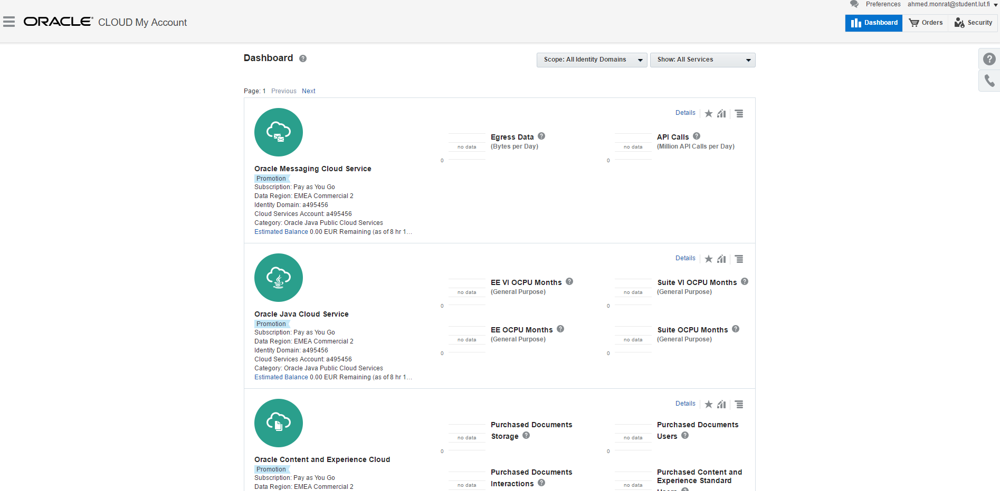 Preferences ahmed.monrat@student.lut.fi
ORACLE CLOUD My Account
Dashboard Orders Security
Dashboard
Scope: All Identity Domains
Show: All Services
Page: 1 Previous Next
Details
Egress Data
(Bytes per Day)
no data
0
API Calls
(Million API Calls per Day)
no data
0
Oracle Messaging Cloud Service
Promotion
Subscription: Pay as You Go
Data Region: EMEA Commercial 2
Identity Domain: a495456
Cloud Services Account: a495456
Category: Oracle Java Public Cloud Services
Estimated Balance 0.00 EUR Remaining (as of 8 hr 1...
Details
EE VI OCPU Months
(General Purpose)
no data
0
Suite VI OCPU Months
(General Purpose)
no data
0
EE OCPU Months
(General Purpose)
no data
0
Suite OCPU Months
(General Purpose)
no data
0
Oracle Java Cloud Service
Promotion
Subscription: Pay as You Go
Data Region: EMEA Commercial 2
Identity Domain: a495456
Cloud Services Account: a495456
Category: Oracle Java Public Cloud Services
Estimated Balance 0.00 EUR Remaining (as of 8 hr 1...
Details
Purchased Documents
Storage
no data
0
Purchased Documents
Users
no data
0
Purchased Documents
Interactions
no data
Purchased Content and
Experience Standard
Users
no data
Oracle Content and Experience Cloud
Promotion
Subscription: Pay as You Go
Data Region: EMEA Commercial 2